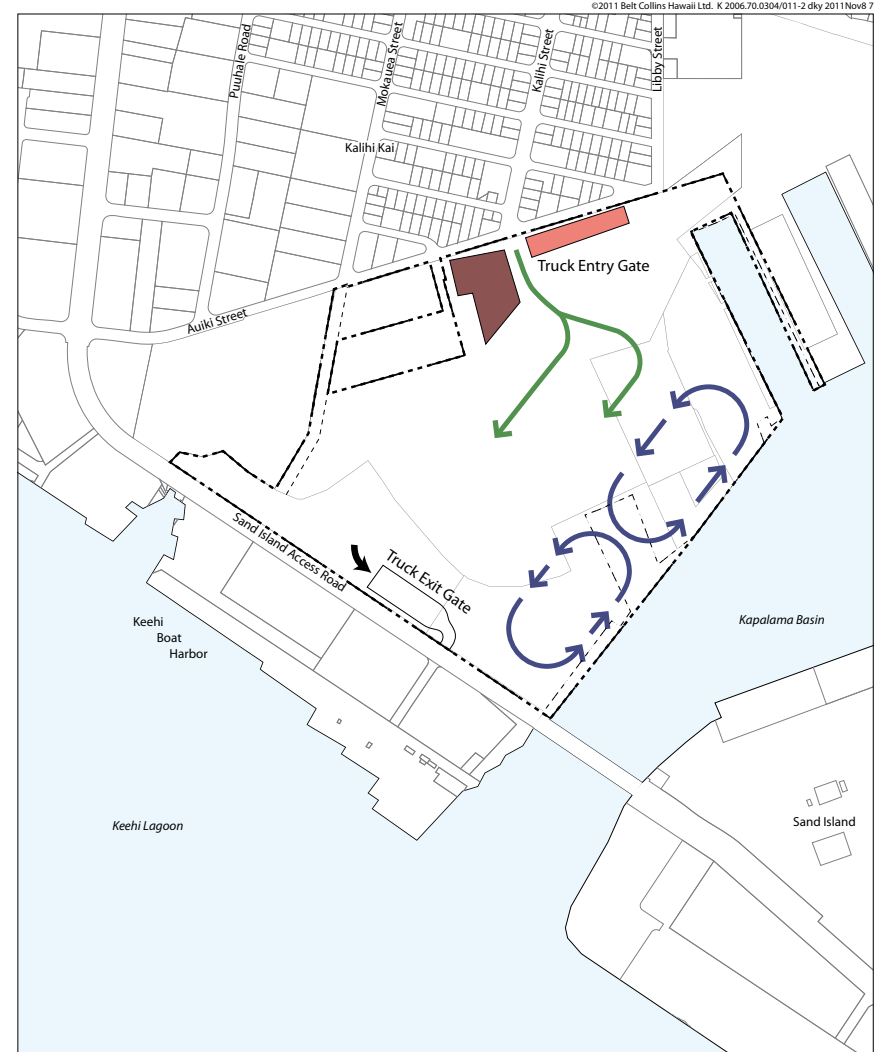 ©2011 Belt Collins Hawaii Ltd. K 2006.70.0304/011-2 dky 2011Nov8 7
Puuhale Road
Mokauea Street
Kalihi Street
Libby Street
Kalihi Kai
Truck Entry Gate
Auiki Street
Sand Island Access Road
Truck Exit Gate
Keehi
Boat
Harbor
Kapalama Basin
Keehi Lagoon
Sand Island